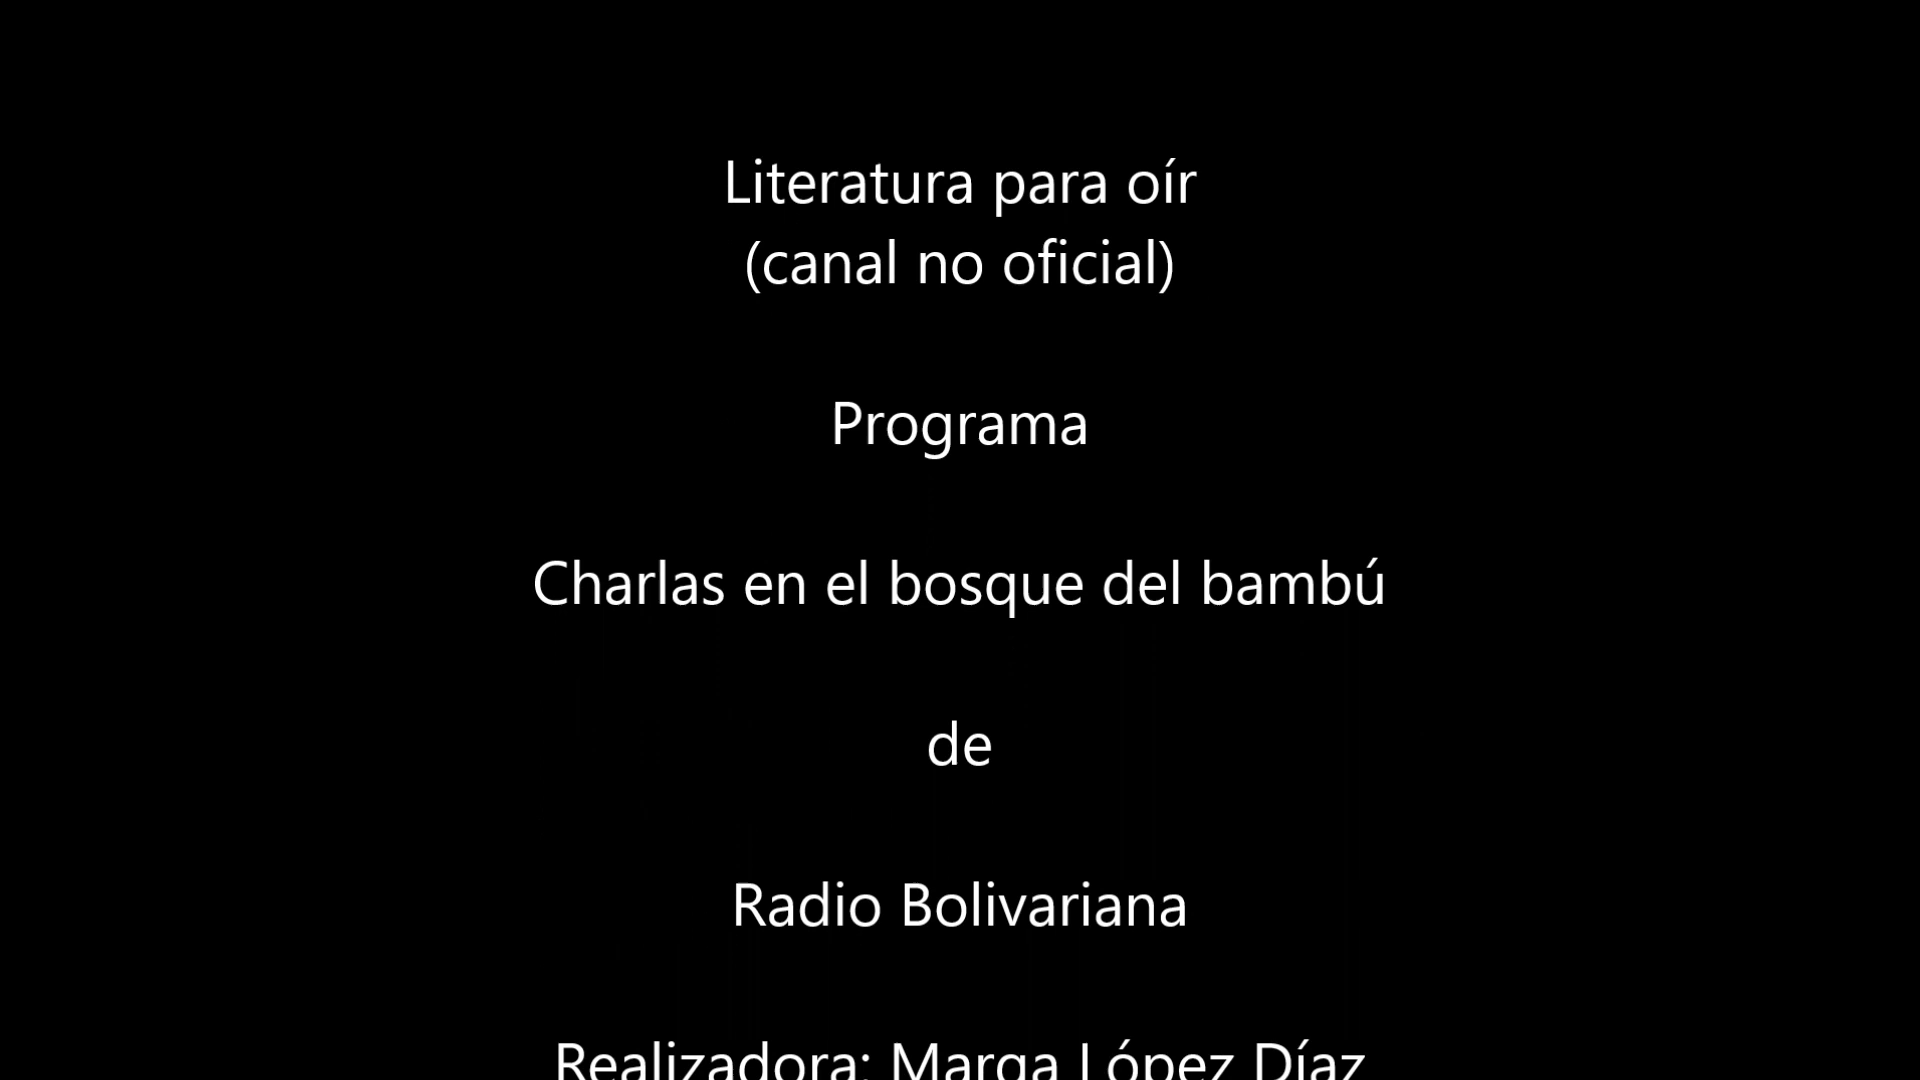 Literatura para oír
(canal no oficial)
Programa
Charlas en el bosque del bambú
de
Radio Bolivariana
Realizadora: Marga López Díaz